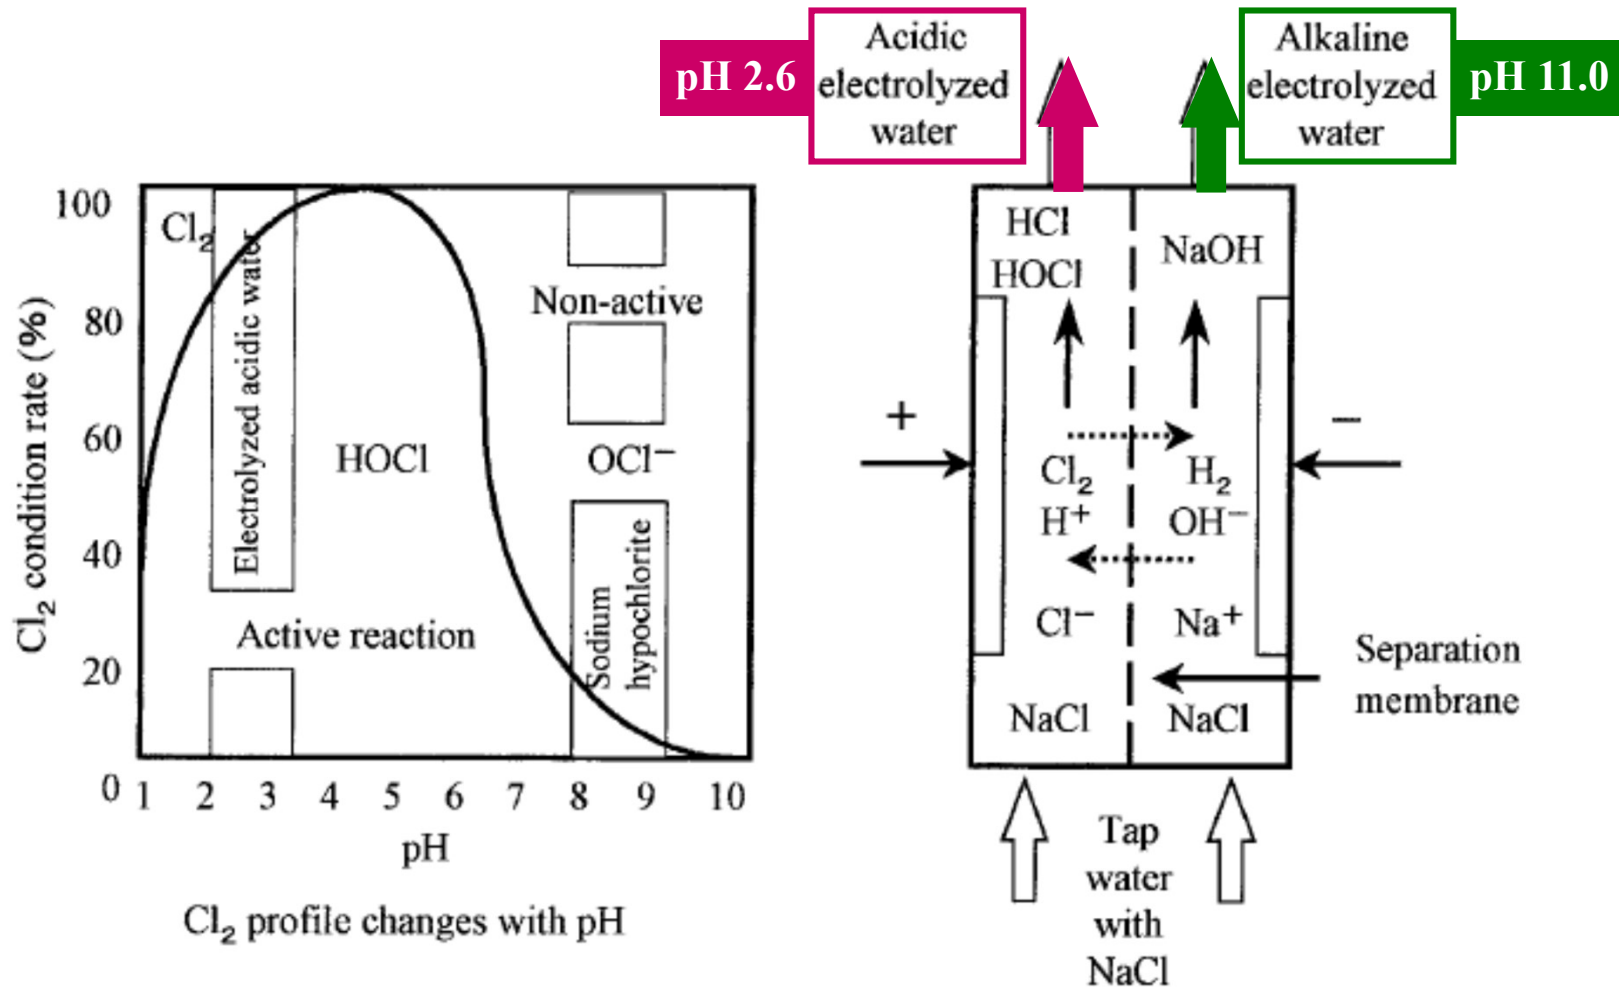 pH 2.6
Acidic
electrolyzed
water
Alkaline
electrolyzed
water
pH 11.0
Cl₂ condition rate (%)
100
80
60
40
20
0
1 2 3 4 5 6 7 8 9 10
pH
Cl₂
Electrolyzed acidic water
HOCl
Active reaction
Non-active
OCl⁻
Sodium
hypochlorite
Cl₂ profile changes with pH
HCl
HOCl
NaOH
+
−
Cl₂
H⁺
H₂
OH⁻
Cl⁻
Na⁺
NaCl
NaCl
Separation
membrane
Tap
water
with
NaCl